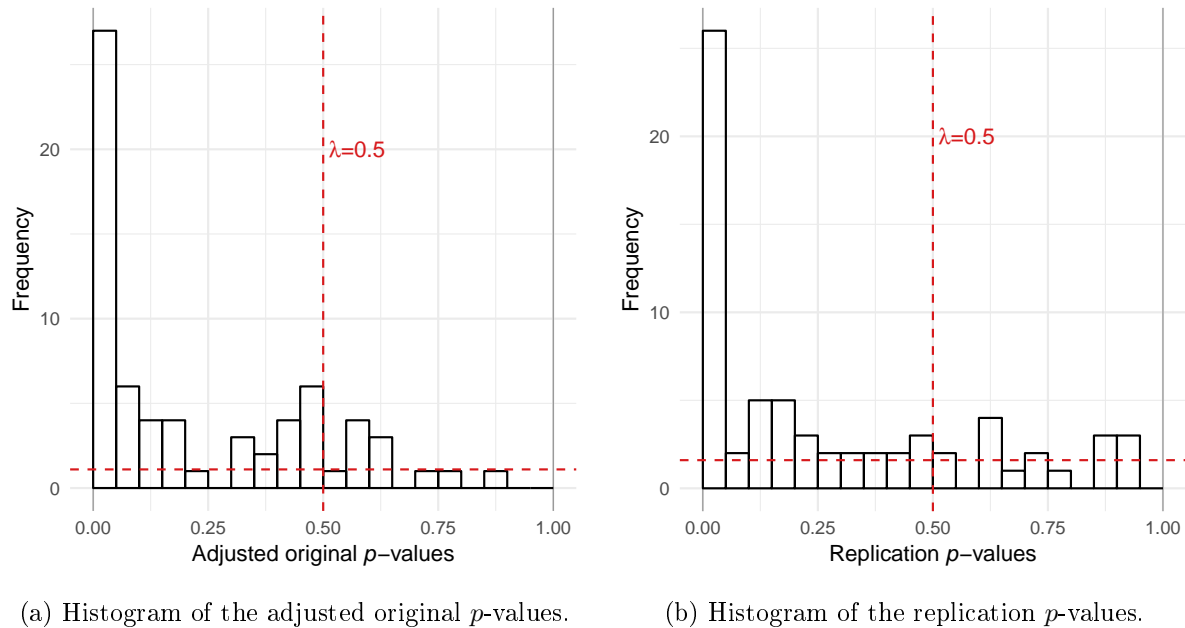 Frequency
20
10
0
λ=0.5
0.00 0.25 0.50 0.75 1.00
Adjusted original p−values
(a) Histogram of the adjusted original p-values.
Frequency
20
10
0
λ=0.5
0.00 0.25 0.50 0.75 1.00
Replication p−values
(b) Histogram of the replication p-values.